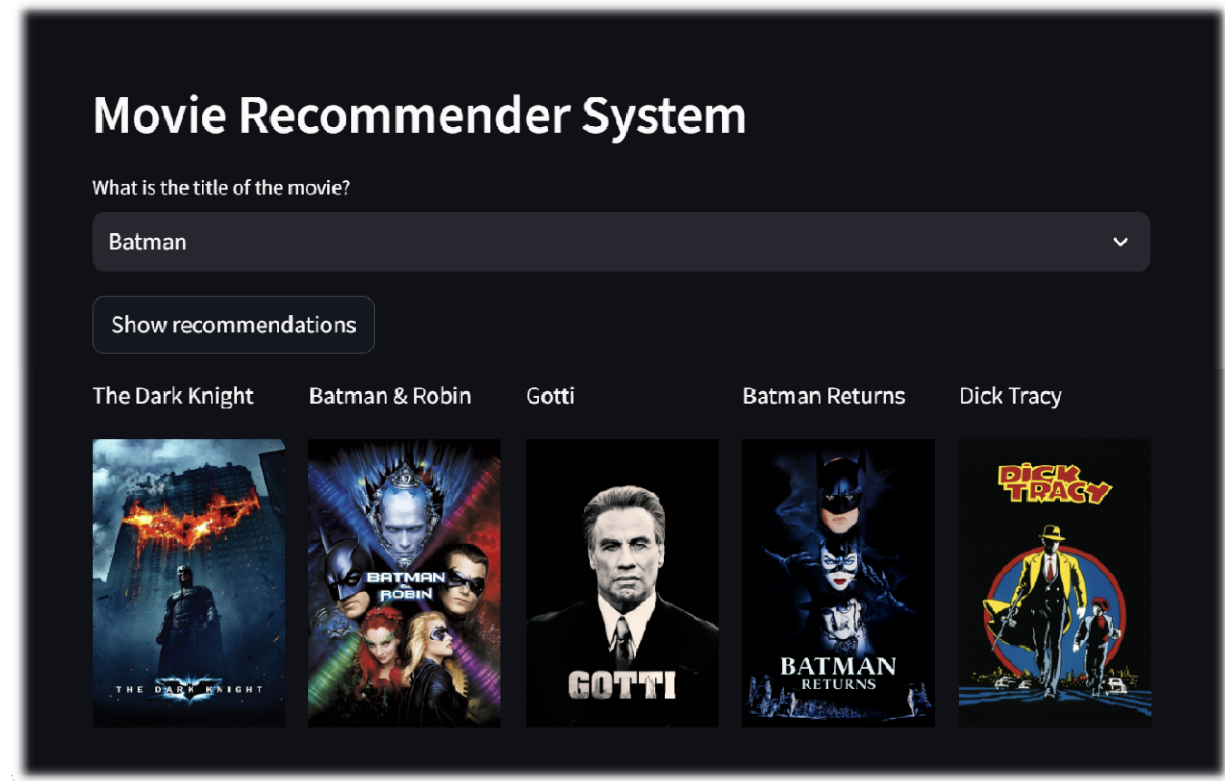 Movie Recommender System
What is the title of the movie?
Batman
Show recommendations
The Dark Knight
Batman & Robin
Gotti
Batman Returns
Dick Tracy
THE DARK KNIGHT
BATMAN
&
ROBIN
GOTTI
BATMAN
RETURNS
DICK
TRACY